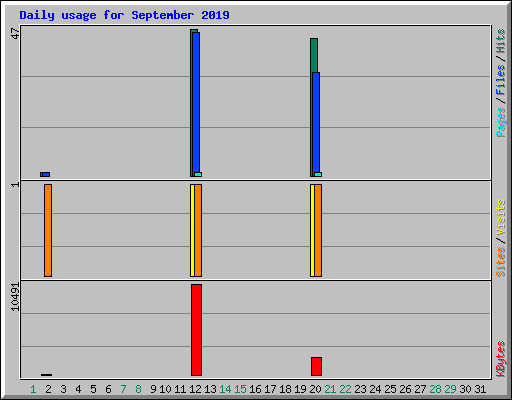 Daily usage for September 2019
47
Pages / Files / Hits
1
Sites / Visits
10491
KBytes
1 2 3 4 5 6 7 8 9 10 11 12 13 14 15 16 17 18 19 20 21 22 23 24 25 26 27 28 29 30 31